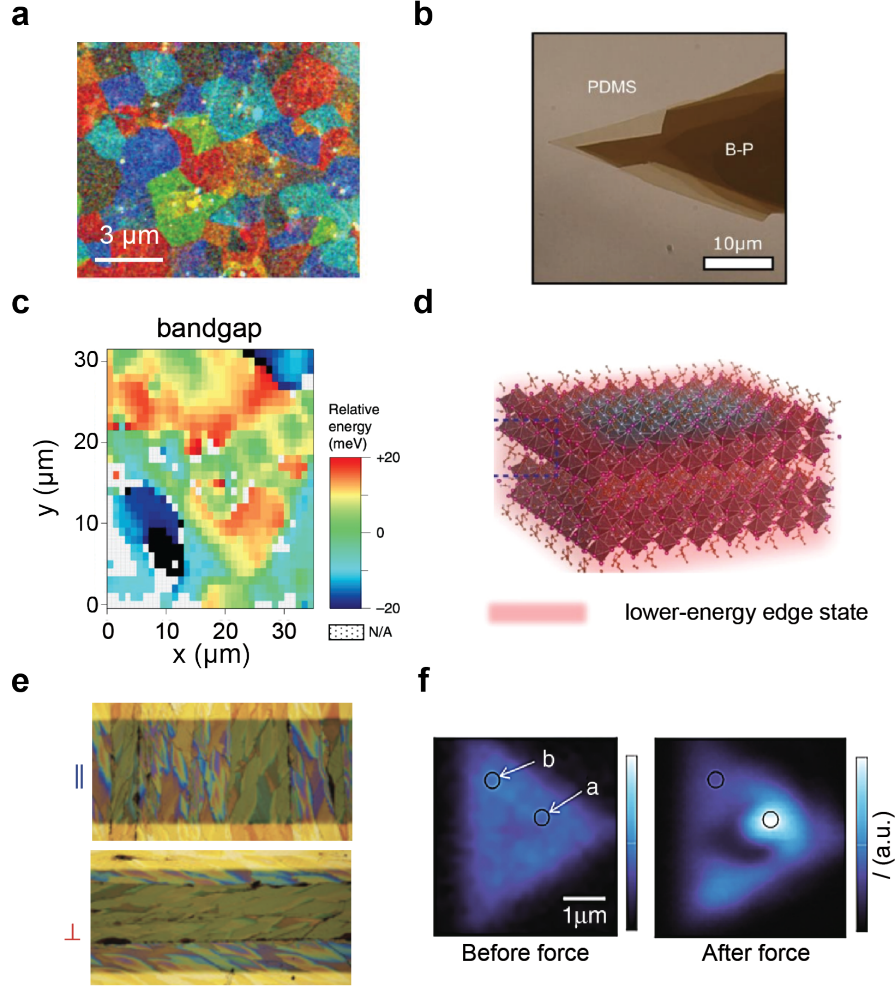 a
3 μm
b
PDMS
B-P
10μm
c
bandgap
30
20
10
0
y (μm)
0
10
20
30
x (μm)
Relative
energy
(meV)
+20
0
−20
N/A
d
lower-energy edge state
e
||
⊥
f
b
a
1μm
Before force
After force
I (a.u.)